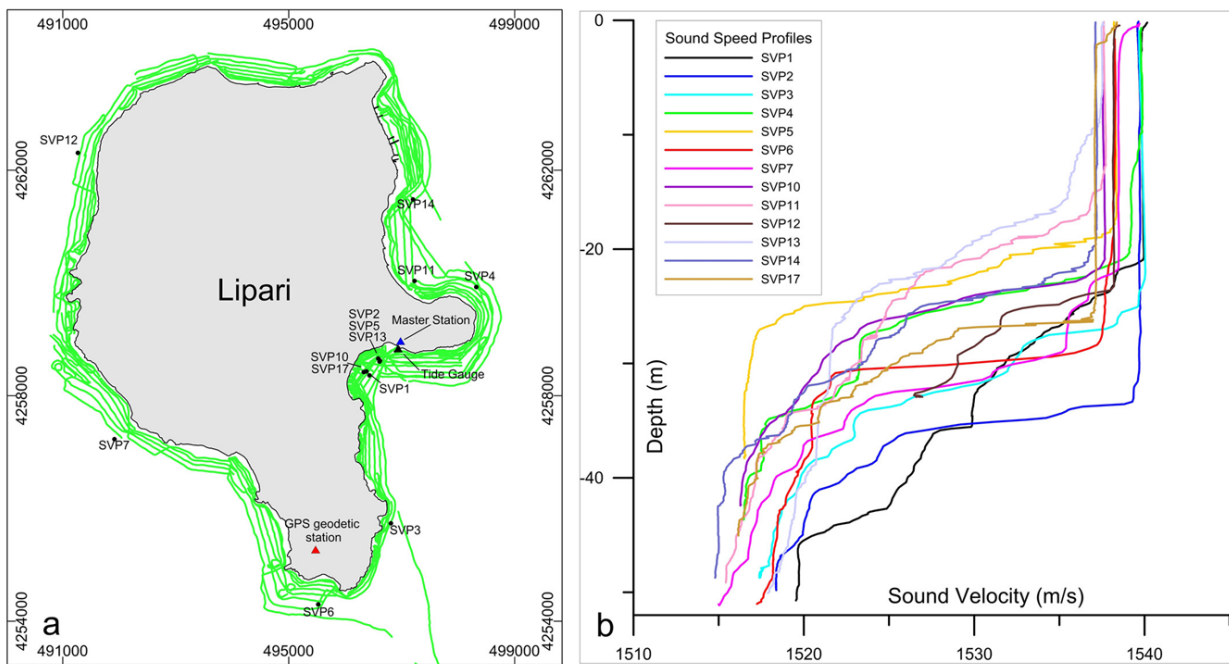 491000
495000
499000
4262000
4262000
SVP12
SVP14
SVP11
SVP4
Lipari
SVP2
SVP5
SVP13
Master Station
SVP10
SVP17
Tide Gauge
SVP1
4258000
4258000
SVP7
GPS geodetic
station
SVP3
SVP6
4254000
4254000
a
491000
495000
499000
0
-20
-40
Depth (m)
Sound Speed Profiles
SVP1
SVP2
SVP3
SVP4
SVP5
SVP6
SVP7
SVP10
SVP11
SVP12
SVP13
SVP14
SVP17
Sound Velocity (m/s)
b
1510
1520
1530
1540